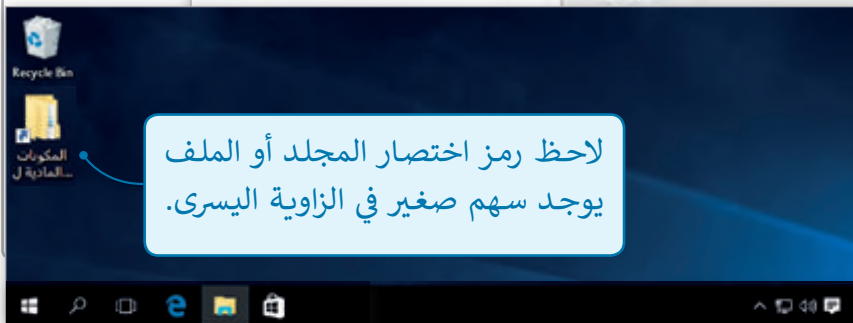 Recycle Bin
المكونات
المادية ل...
لاحظ رمز اختصار المجلد أو الملف
يوجد سهم صغير في الزاوية اليسرى.